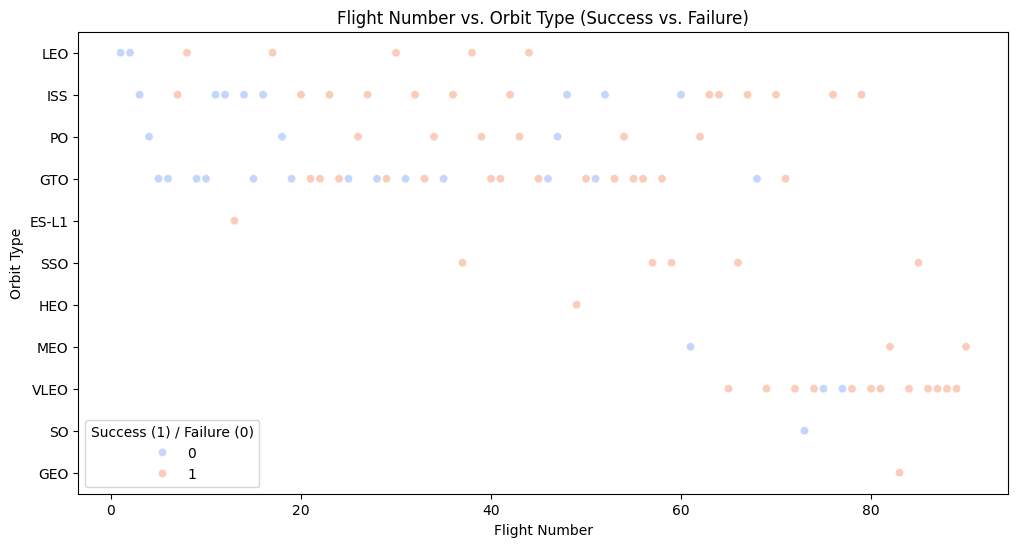 Flight Number vs. Orbit Type (Success vs. Failure)
Orbit Type
LEO
ISS
PO
GTO
ES-L1
SSO
HEO
MEO
VLEO
SO
GEO
Success (1) / Failure (0)
0
1
0 20 40 60 80
Flight Number